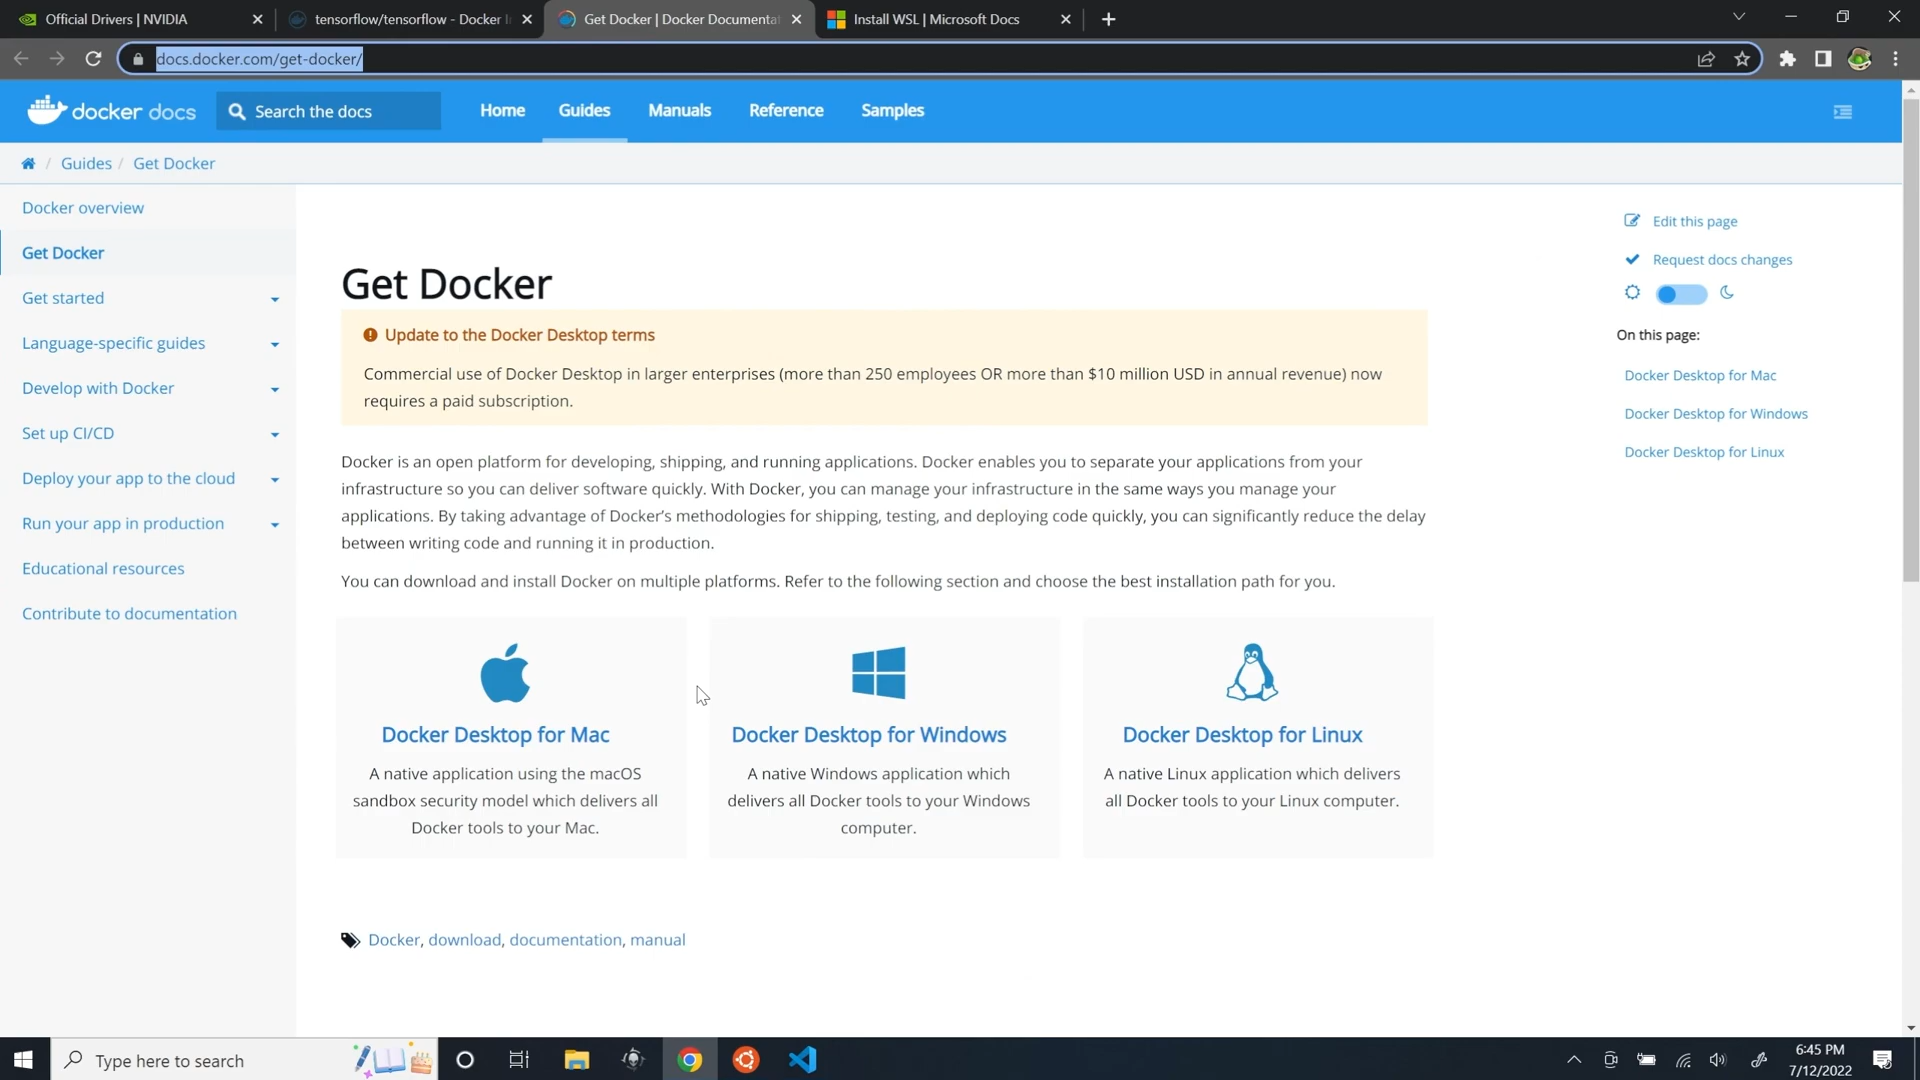 Official Drivers | NVIDIA
tensorflow/tensorflow - Docker I
Get Docker | Docker Documenta
Install WSL | Microsoft Docs
docs.docker.com/get-docker/
docker docs
Search the docs
Home
Guides
Manuals
Reference
Samples
/ Guides / Get Docker
Docker overview
Get Docker
Get started
Language-specific guides
Develop with Docker
Set up CI/CD
Deploy your app to the cloud
Run your app in production
Educational resources
Contribute to documentation
Get Docker
Update to the Docker Desktop terms
Commercial use of Docker Desktop in larger enterprises (more than 250 employees OR more than $10 million USD in annual revenue) now
requires a paid subscription.
Docker is an open platform for developing, shipping, and running applications. Docker enables you to separate your applications from your
infrastructure so you can deliver software quickly. With Docker, you can manage your infrastructure in the same ways you manage your
applications. By taking advantage of Docker’s methodologies for shipping, testing, and deploying code quickly, you can significantly reduce the delay
between writing code and running it in production.
You can download and install Docker on multiple platforms. Refer to the following section and choose the best installation path for you.
Docker Desktop for Mac
A native application using the macOS
sandbox security model which delivers all
Docker tools to your Mac.
Docker Desktop for Windows
A native Windows application which
delivers all Docker tools to your Windows
computer.
Docker Desktop for Linux
A native Linux application which delivers
all Docker tools to your Linux computer.
Docker, download, documentation, manual
Edit this page
Request docs changes
On this page:
Docker Desktop for Mac
Docker Desktop for Windows
Docker Desktop for Linux
Type here to search
6:45 PM
7/12/2022